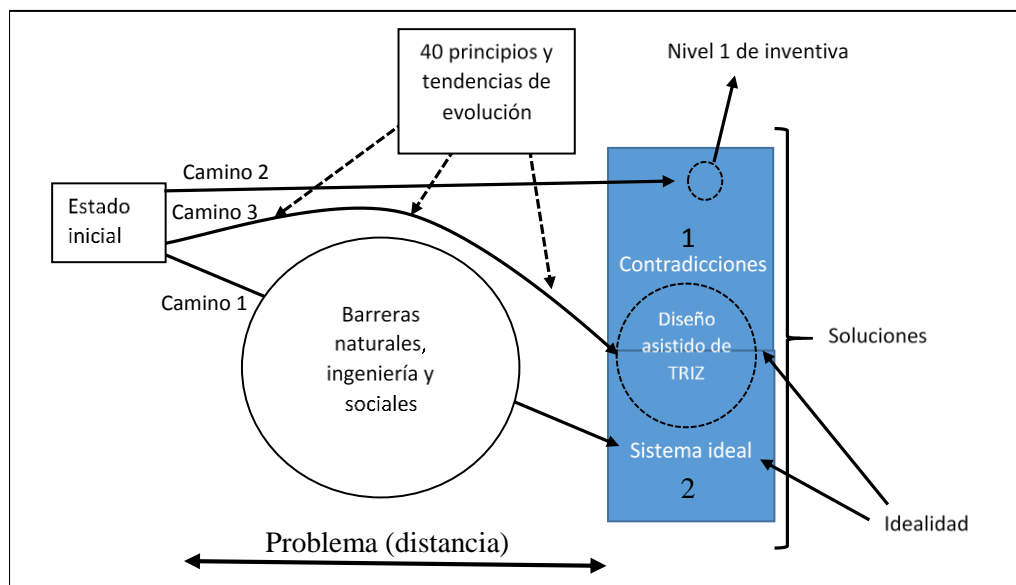 40 principios y
tendencias de
evolución
Nivel 1 de inventiva
Camino 2
Estado
inicial
Camino 3
Camino 1
Barreras
naturales,
ingeniería y
sociales
1
Contradicciones
Diseño
asistido de
TRIZ
Soluciones
Sistema ideal
2
Idealidad
Problema (distancia)